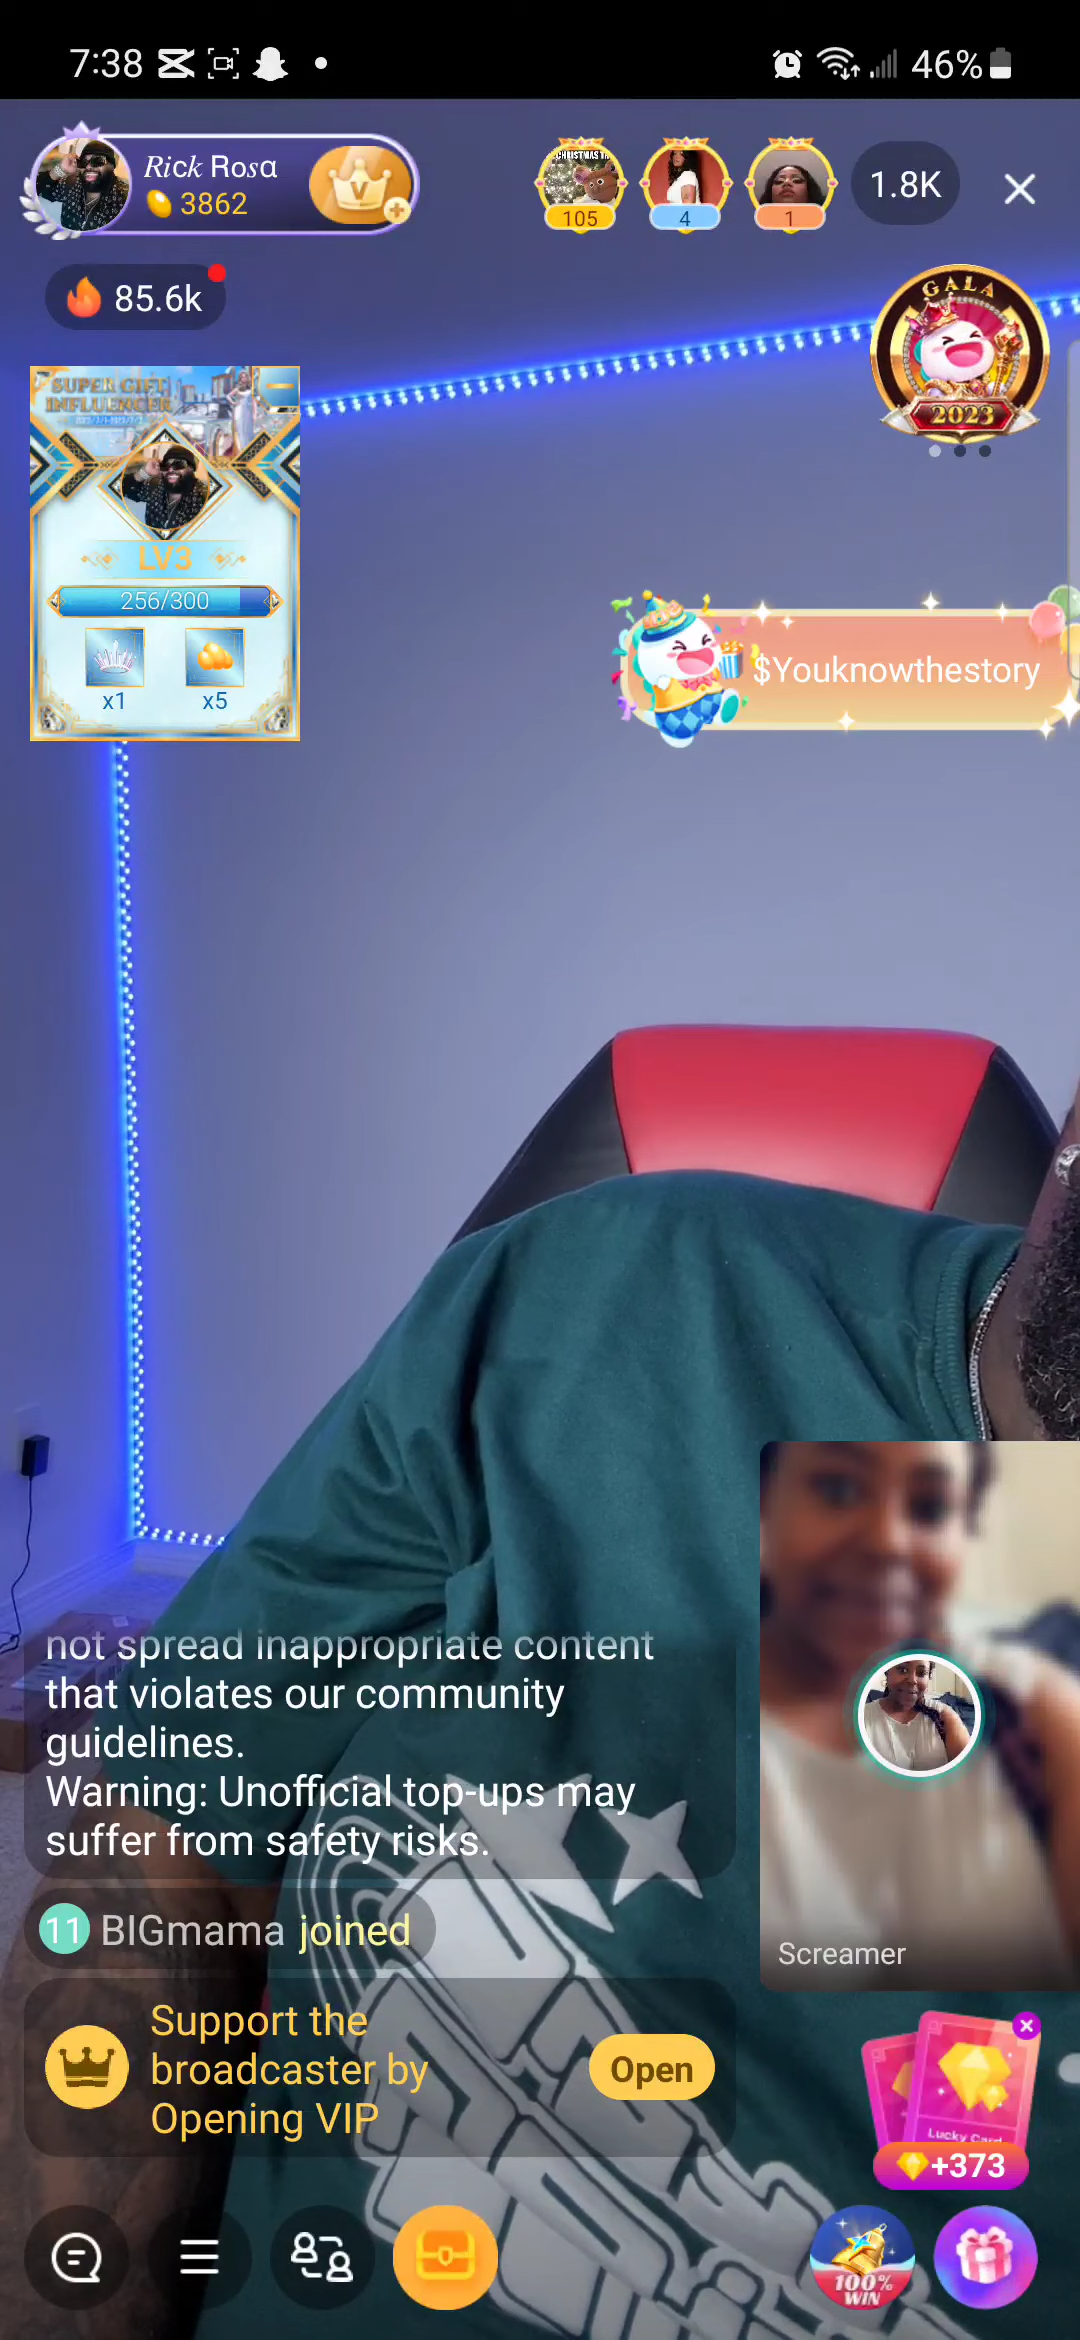 7:38
46%
Rick Rosa
3862
V
CHRISTMAS
105
4
1
1.8K
85.6k
GALA
2023
SUPER GIFT
INFLUENCER
LV3
256/300
x1
x5
$Youknowthestory
not spread inappropriate content
that violates our community
guidelines.
Warning: Unofficial top-ups may
suffer from safety risks.
11 BIGmama joined
Screamer
Support the
broadcaster by
Opening VIP
Open
Lucky Card
+373
100%
WIN